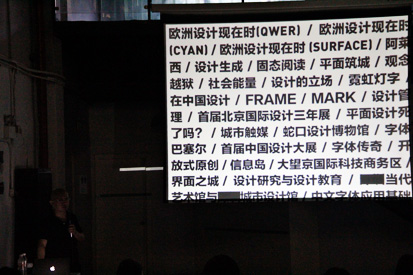 欧洲设计现在时(QWER) / 欧洲设计现在时
(CYAN) / 欧洲设计现在时 (SURFACE) / 阿莱
西 / 设计生成 / 固态阅读 / 平面筑城 / 观念
越狱 / 社会能量 / 设计的立场 / 霓虹灯字
在中国设计 / FRAME / MARK / 设计管
理 / 首届北京国际设计三年展 / 平面设计死
了吗? / 城市触媒 / 蛇口设计博物馆 / 字体
巴塞尔 / 首届中国设计大展 / 字体传奇 / 开
放式原创 / 信息岛 / 大望京国际科技商务区 /
界面之城 / 设计研究与设计教育 / 当代
艺术馆与 城市设计馆 / 中文字体应用基础